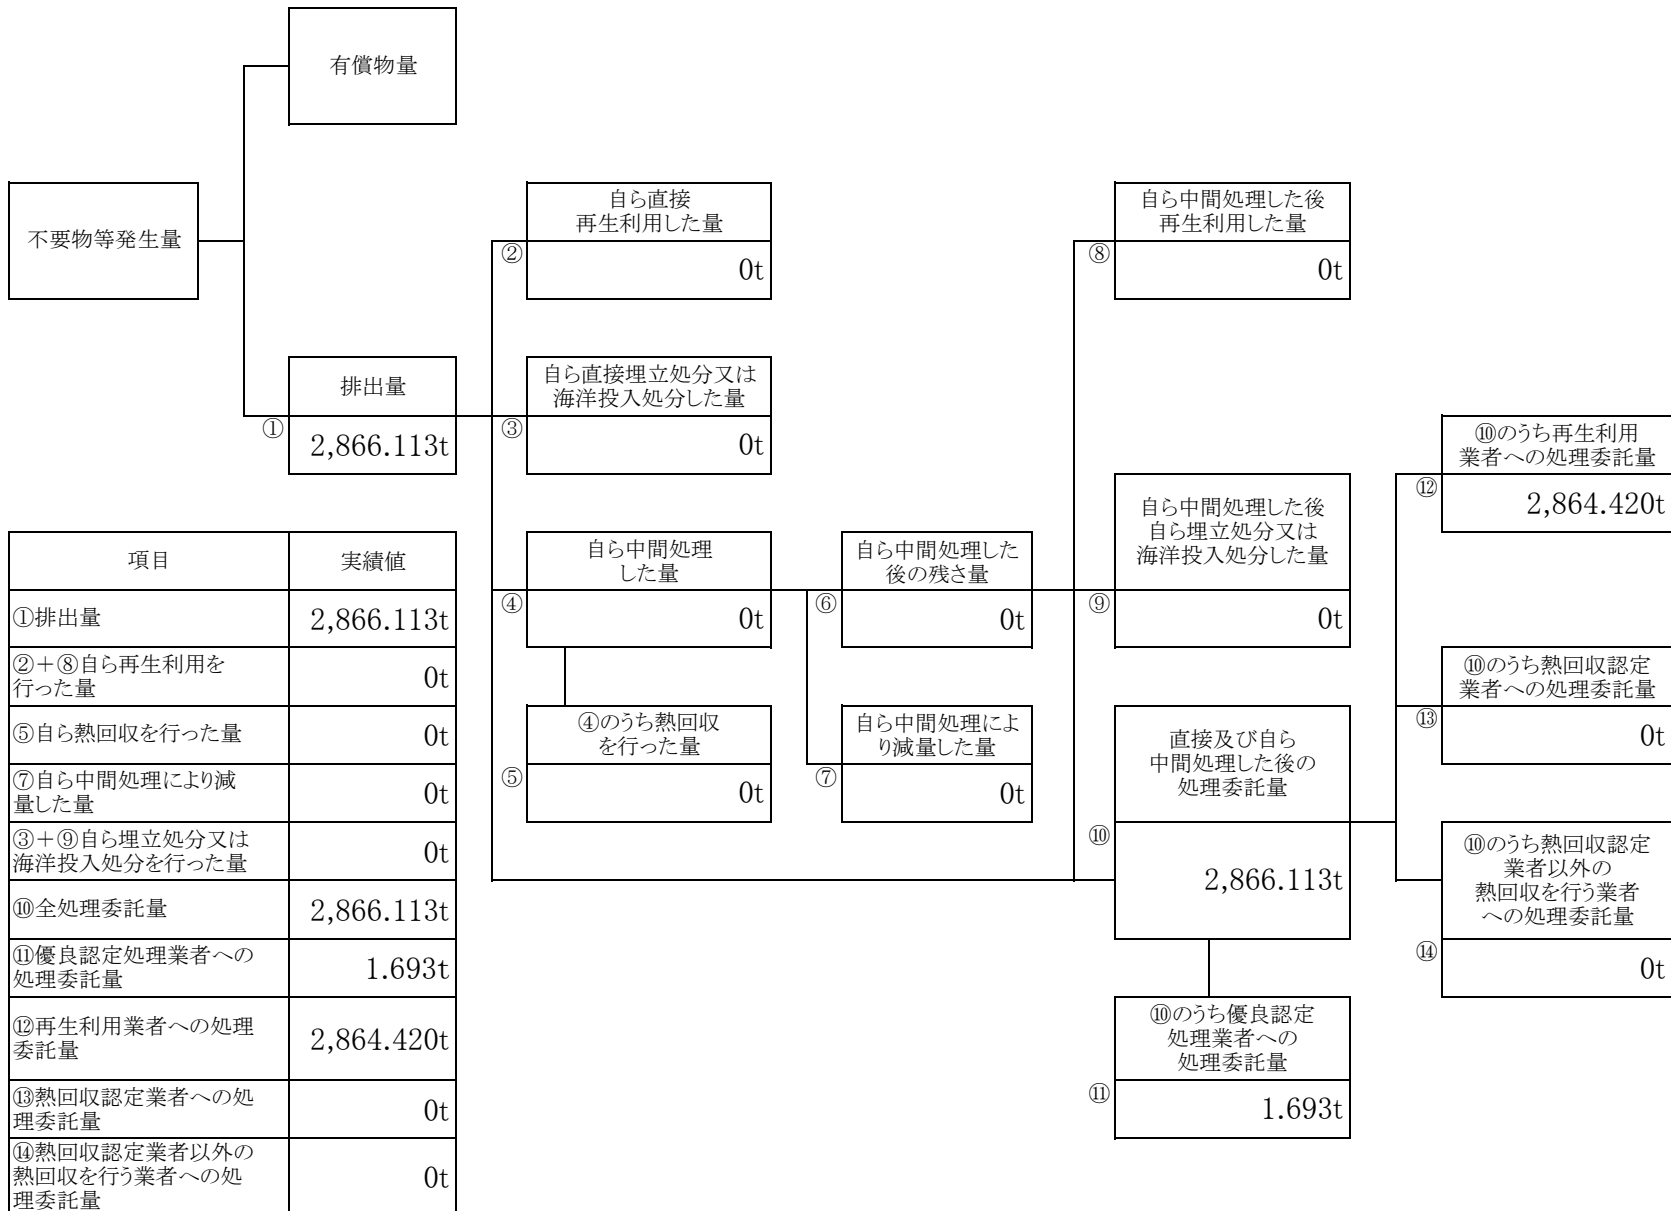 有償物量
不要物等発生量
自ら直接
再生利用した量
②
0t
自ら中間処理した後
再生利用した量
⑧
0t
排出量
①
2,866.113t
自ら直接埋立処分又は
海洋投入処分した量
③
0t
⑩のうち再生利用
業者への処理委託量
⑫
2,864.420t
自ら中間処理
した量
④
0t
自ら中間処理した
後の残さ量
⑥
0t
自ら中間処理した後
自ら埋立処分又は
海洋投入処分した量
⑨
0t
⑩のうち熱回収認定
業者への処理委託量
⑬
0t
④のうち熱回収
を行った量
⑤
0t
自ら中間処理によ
り減量した量
⑦
0t
直接及び自ら
中間処理した後の
処理委託量
⑩
2,866.113t
⑩のうち熱回収認定
業者以外の
熱回収を行う業者
への処理委託量
⑭
0t
⑩のうち優良認定
処理業者への
処理委託量
⑪
1.693t
項目 実績値
①排出量 2,866.113t
②＋⑧自ら再生利用を
行った量 0t
⑤自ら熱回収を行った量 0t
⑦自ら中間処理により減
量した量 0t
③＋⑨自ら埋立処分又は
海洋投入処分を行った量 0t
⑩全処理委託量 2,866.113t
⑪優良認定処理業者への
処理委託量 1.693t
⑫再生利用業者への処理
委託量 2,864.420t
⑬熱回収認定業者への処
理委託量 0t
⑭熱回収認定業者以外の
熱回収を行う業者への処
理委託量 0t